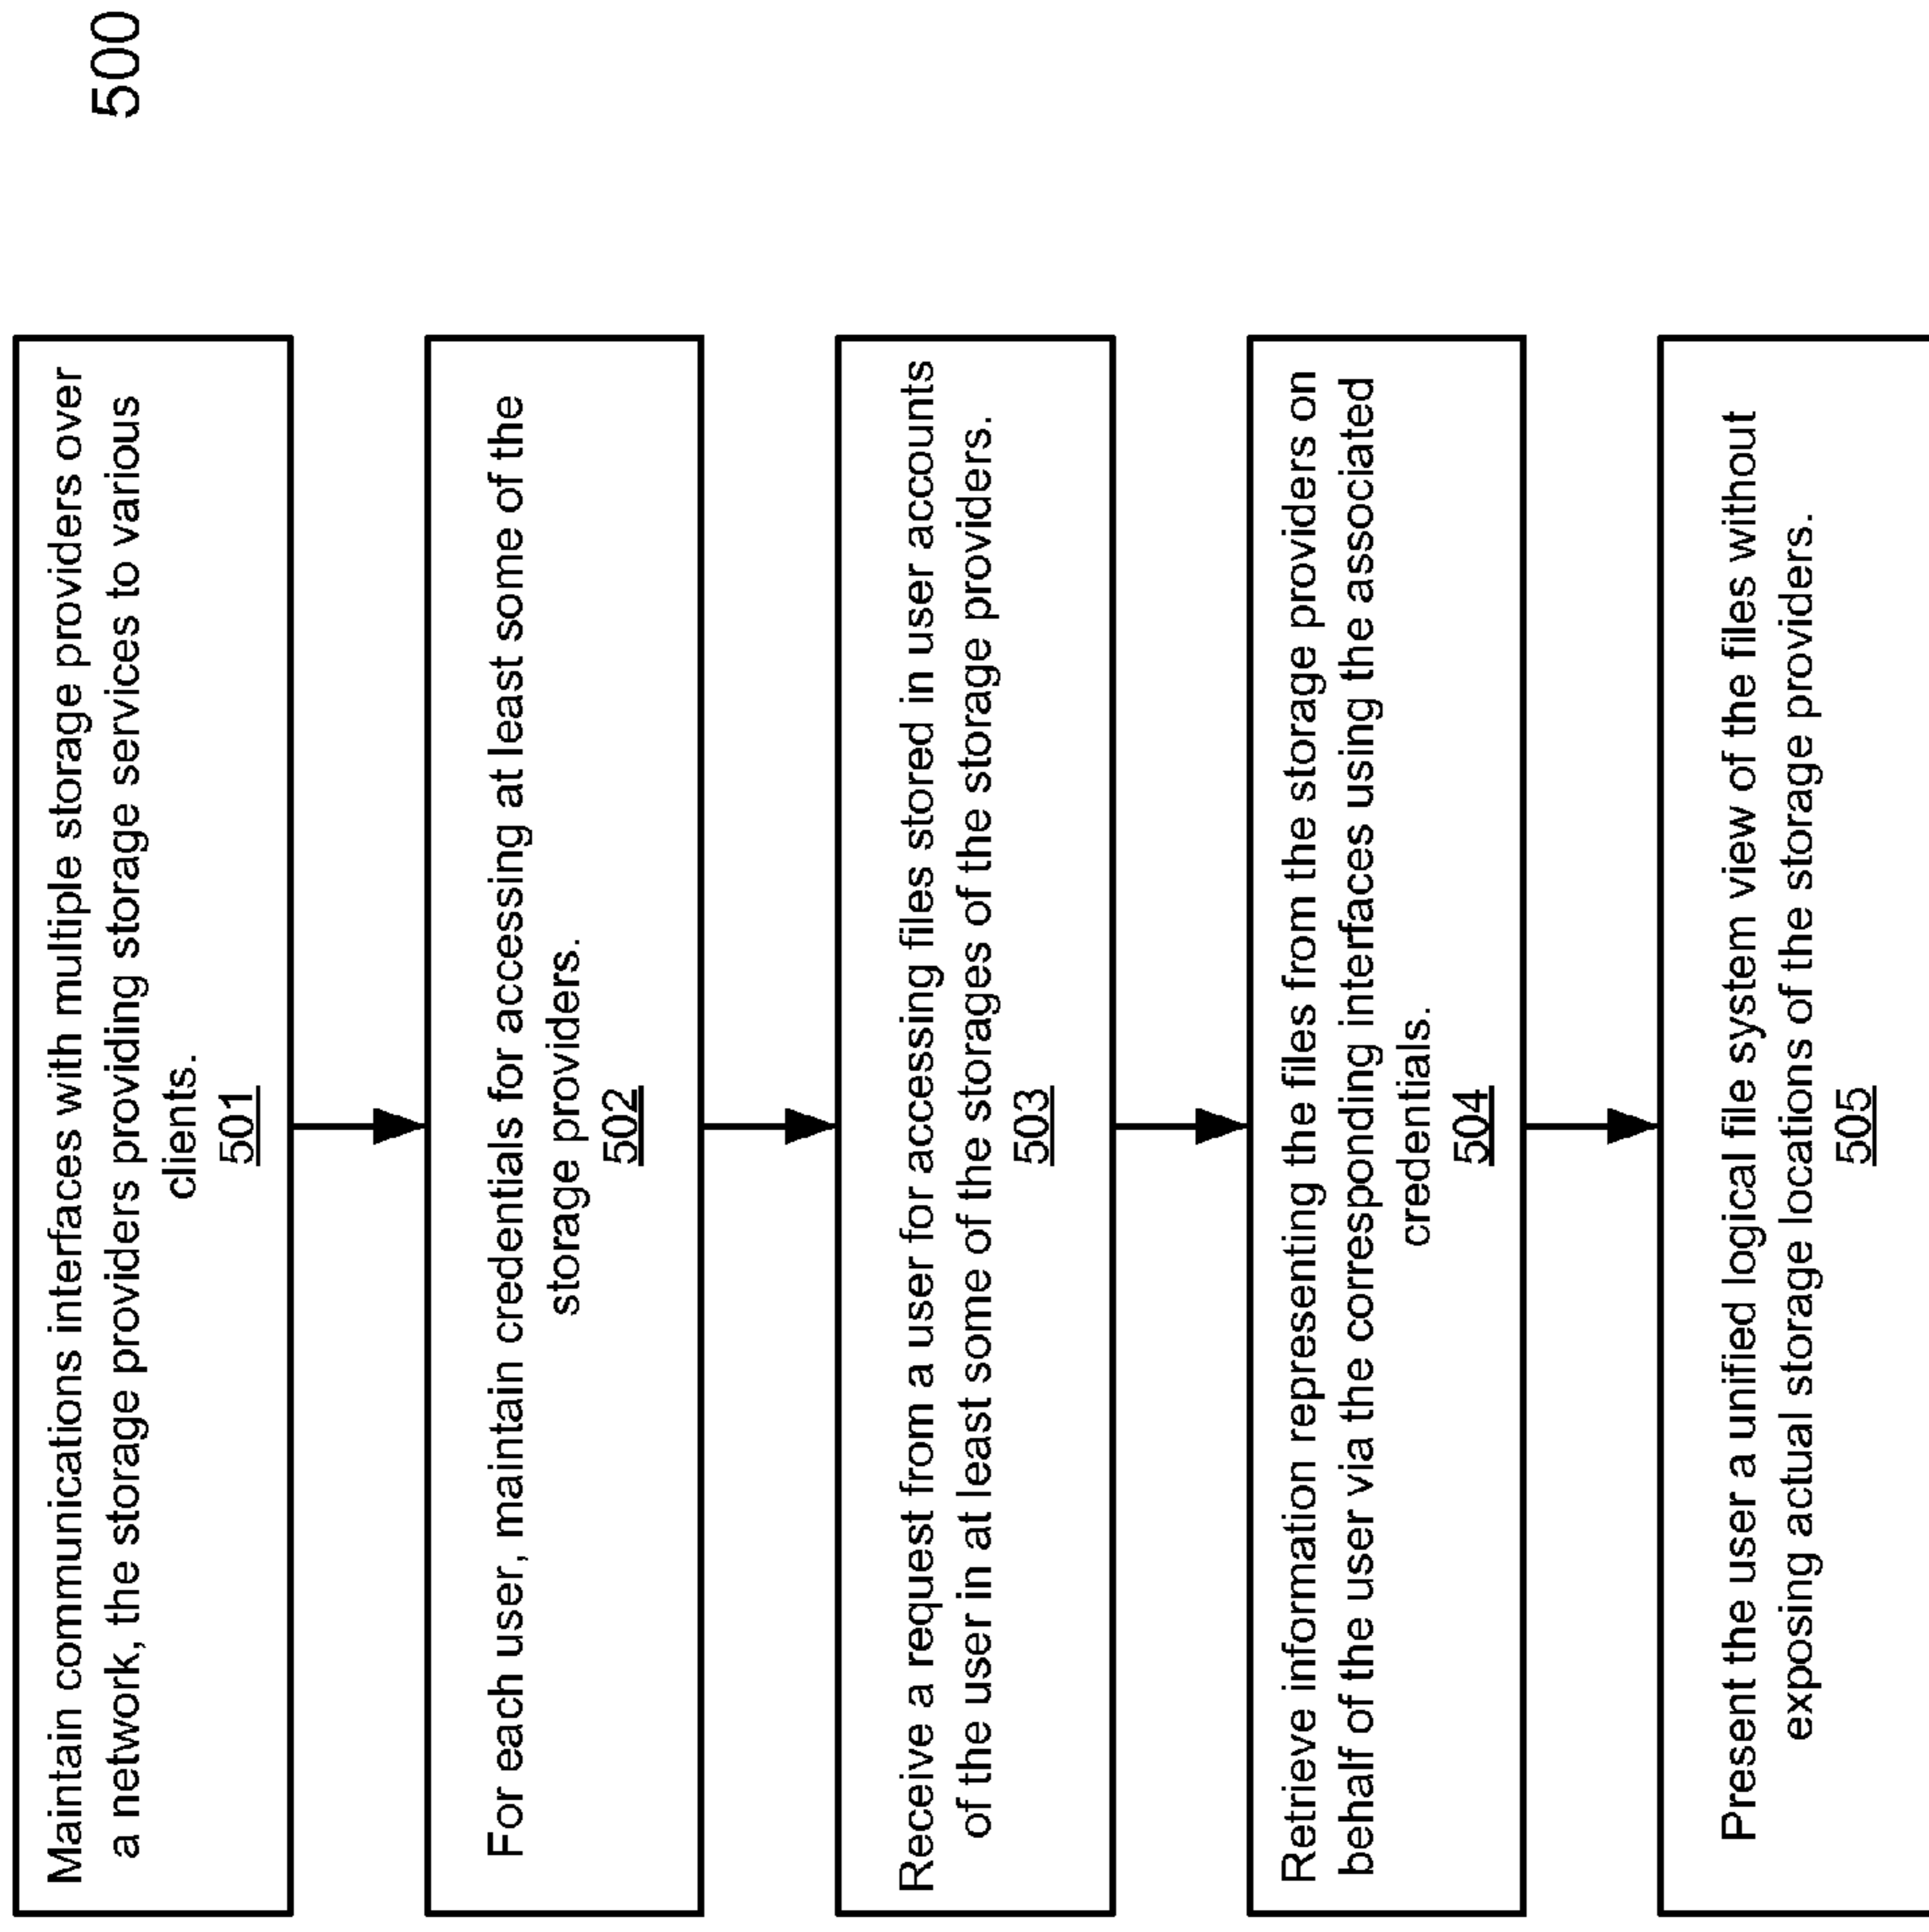 500
Maintain communications interfaces with multiple storage providers over
a network, the storage providers providing storage services to various
clients.
501
For each user, maintain credentials for accessing at least some of the
storage providers.
502
Receive a request from a user for accessing files stored in user accounts
of the user in at least some of the storages of the storage providers.
503
Retrieve information representing the files from the storage providers on
behalf of the user via the corresponding interfaces using the associated
credentials.
504
Present the user a unified logical file system view of the files without
exposing actual storage locations of the storage providers.
505